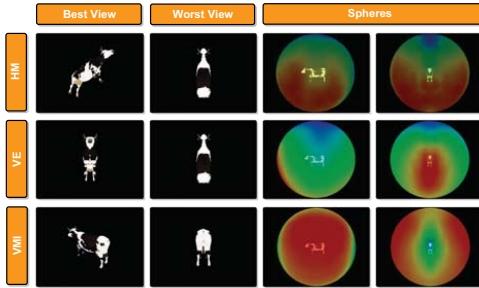 Best View
Worst View
Spheres
HM
VE
VMI